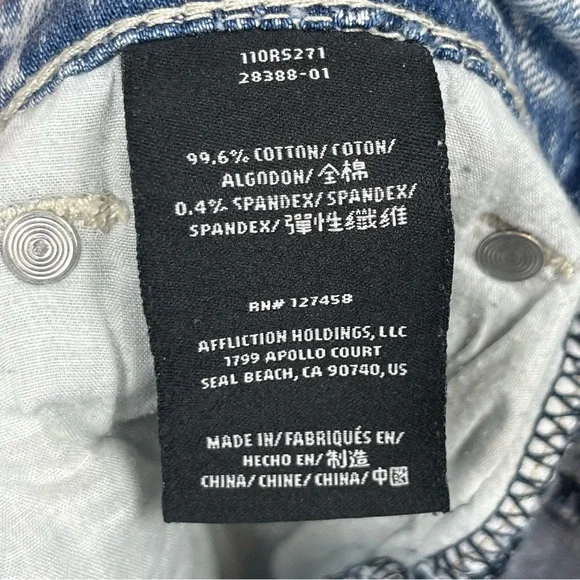 110RS271
28388-01
99.6% COTTON/COTON/
ALGODON/全棉
0.4% SPANDEX/SPANDEX/
SPANDEX/彈性纖維
RN# 127458
AFFLICTION HOLDINGS, LLC
1799 APOLLO COURT
SEAL BEACH, CA 90740, US
MADE IN/FABRIQUÉS EN/
HECHO EN/制造
CHINA/CHINE/CHINA/中國